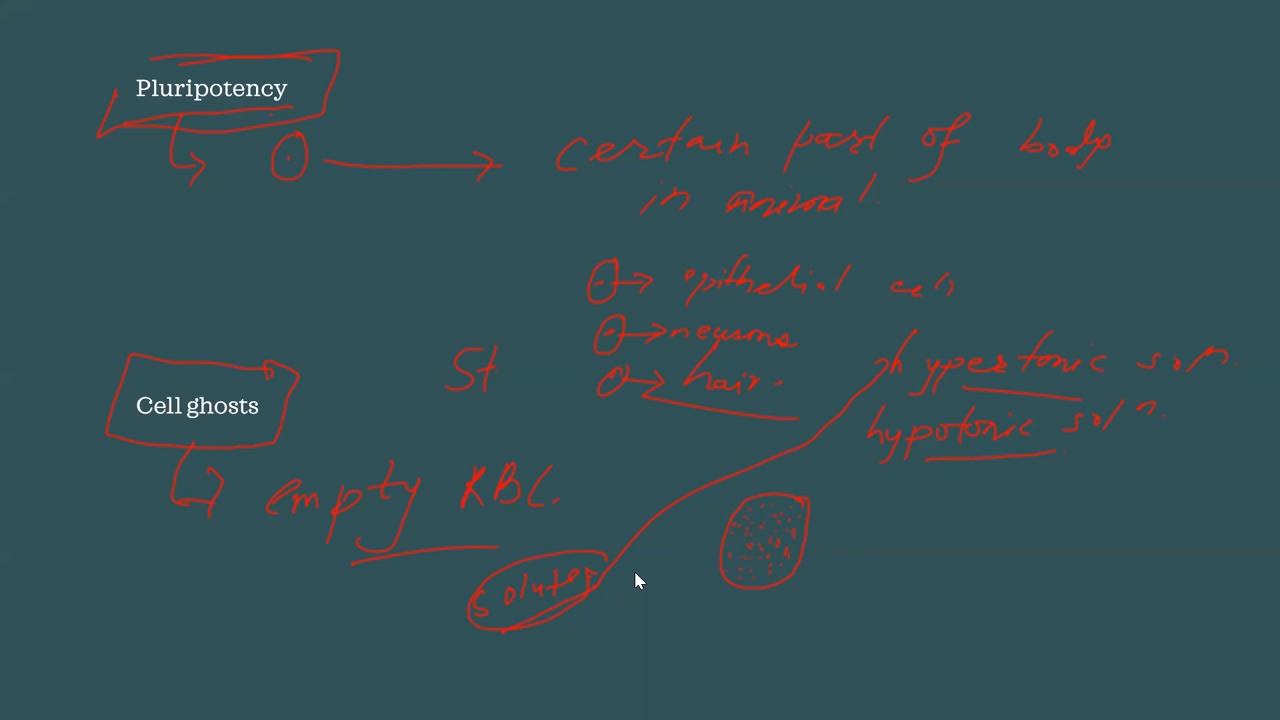 Pluripotency
certain part of body
in animal.
epithelial cells
neurons
hair.
St
hypertonic soln.
Cell ghosts
hypotonic soln.
empty RBC.
solutes